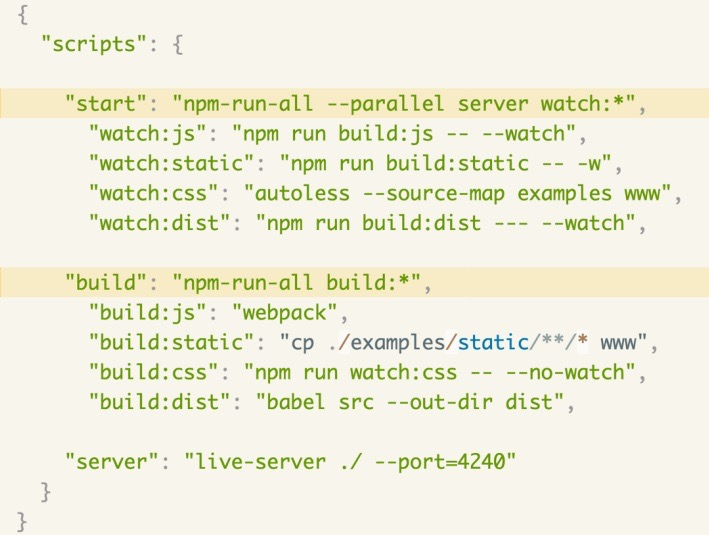 {
"scripts": {
"start": "npm-run-all --parallel server watch:*",
"watch:js": "npm run build:js -- --watch",
"watch:static": "npm run build:static -- -w",
"watch:css": "autoless --source-map examples www",
"watch:dist": "npm run build:dist --- --watch",
"build": "npm-run-all build:*",
"build:js": "webpack",
"build:static": "cp ./examples/static/**/* www",
"build:css": "npm run watch:css -- --no-watch",
"build:dist": "babel src --out-dir dist",
"server": "live-server ./ --port=4240"
}
}